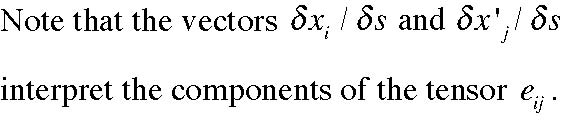 Note that the vectors δx_i / δs and δx'_j / δs
interpret the components of the tensor e_ij .